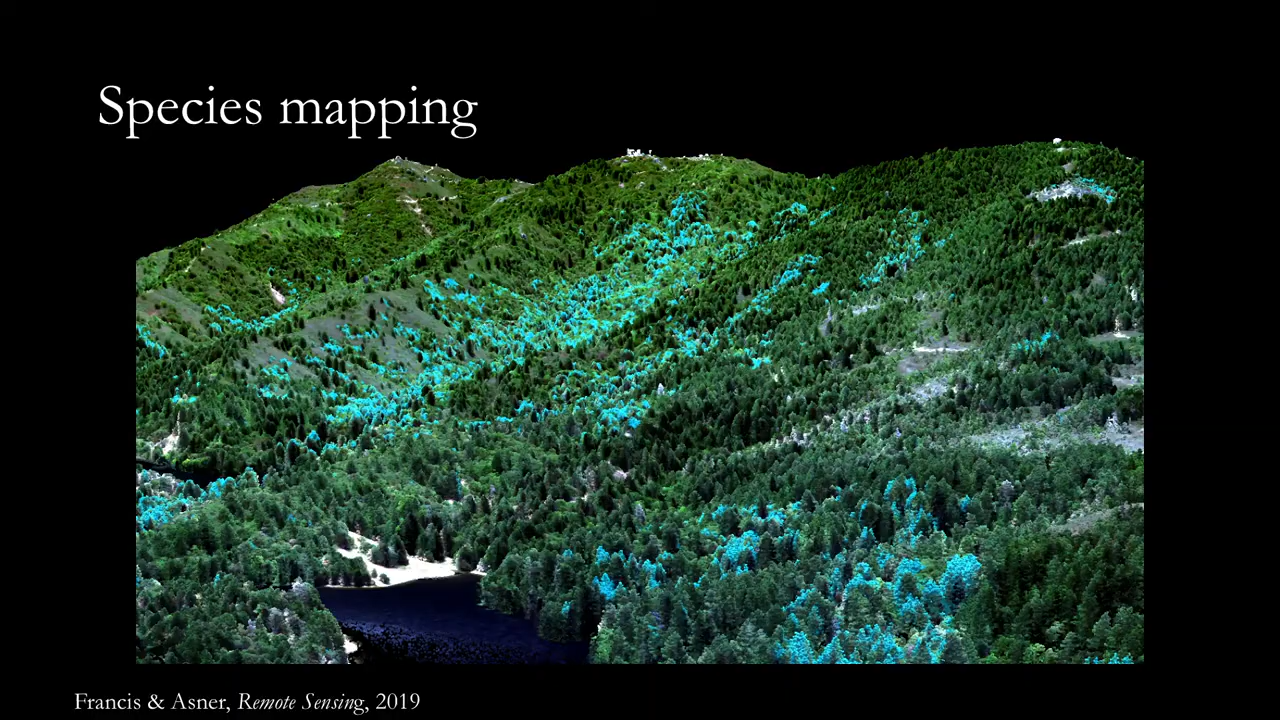 Species mapping
Francis & Asner, Remote Sensing, 2019